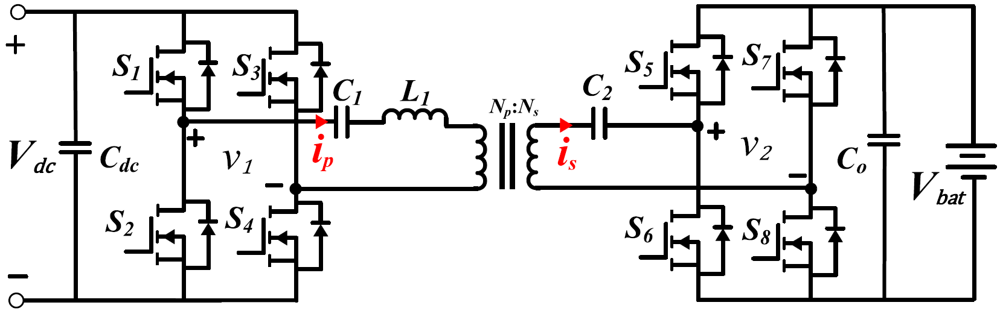 +
S1
S3
C1
L1
Np:Ns
C2
S5
S7
+
ip
is
+
Vdc
Cdc
v1
v2
Co
Vbat
−
−
S2
S4
S6
S8
−